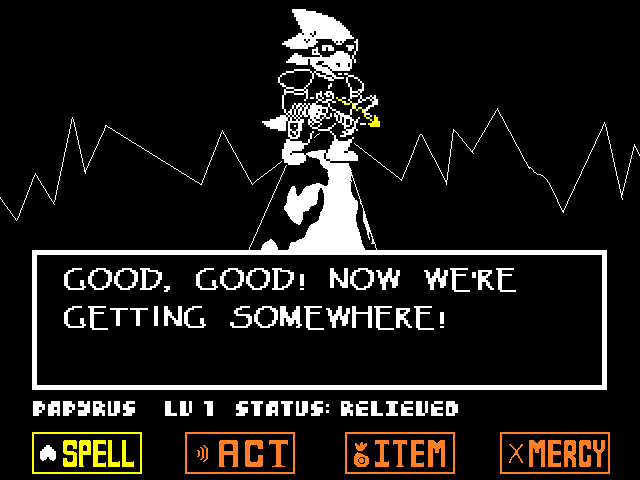 GOOD, GOOD! NOW WE'RE
GETTING SOMEWHERE!
PAPYRUS LV 1 STATUS: RELIEVED
SPELL ACT ITEM MERCY